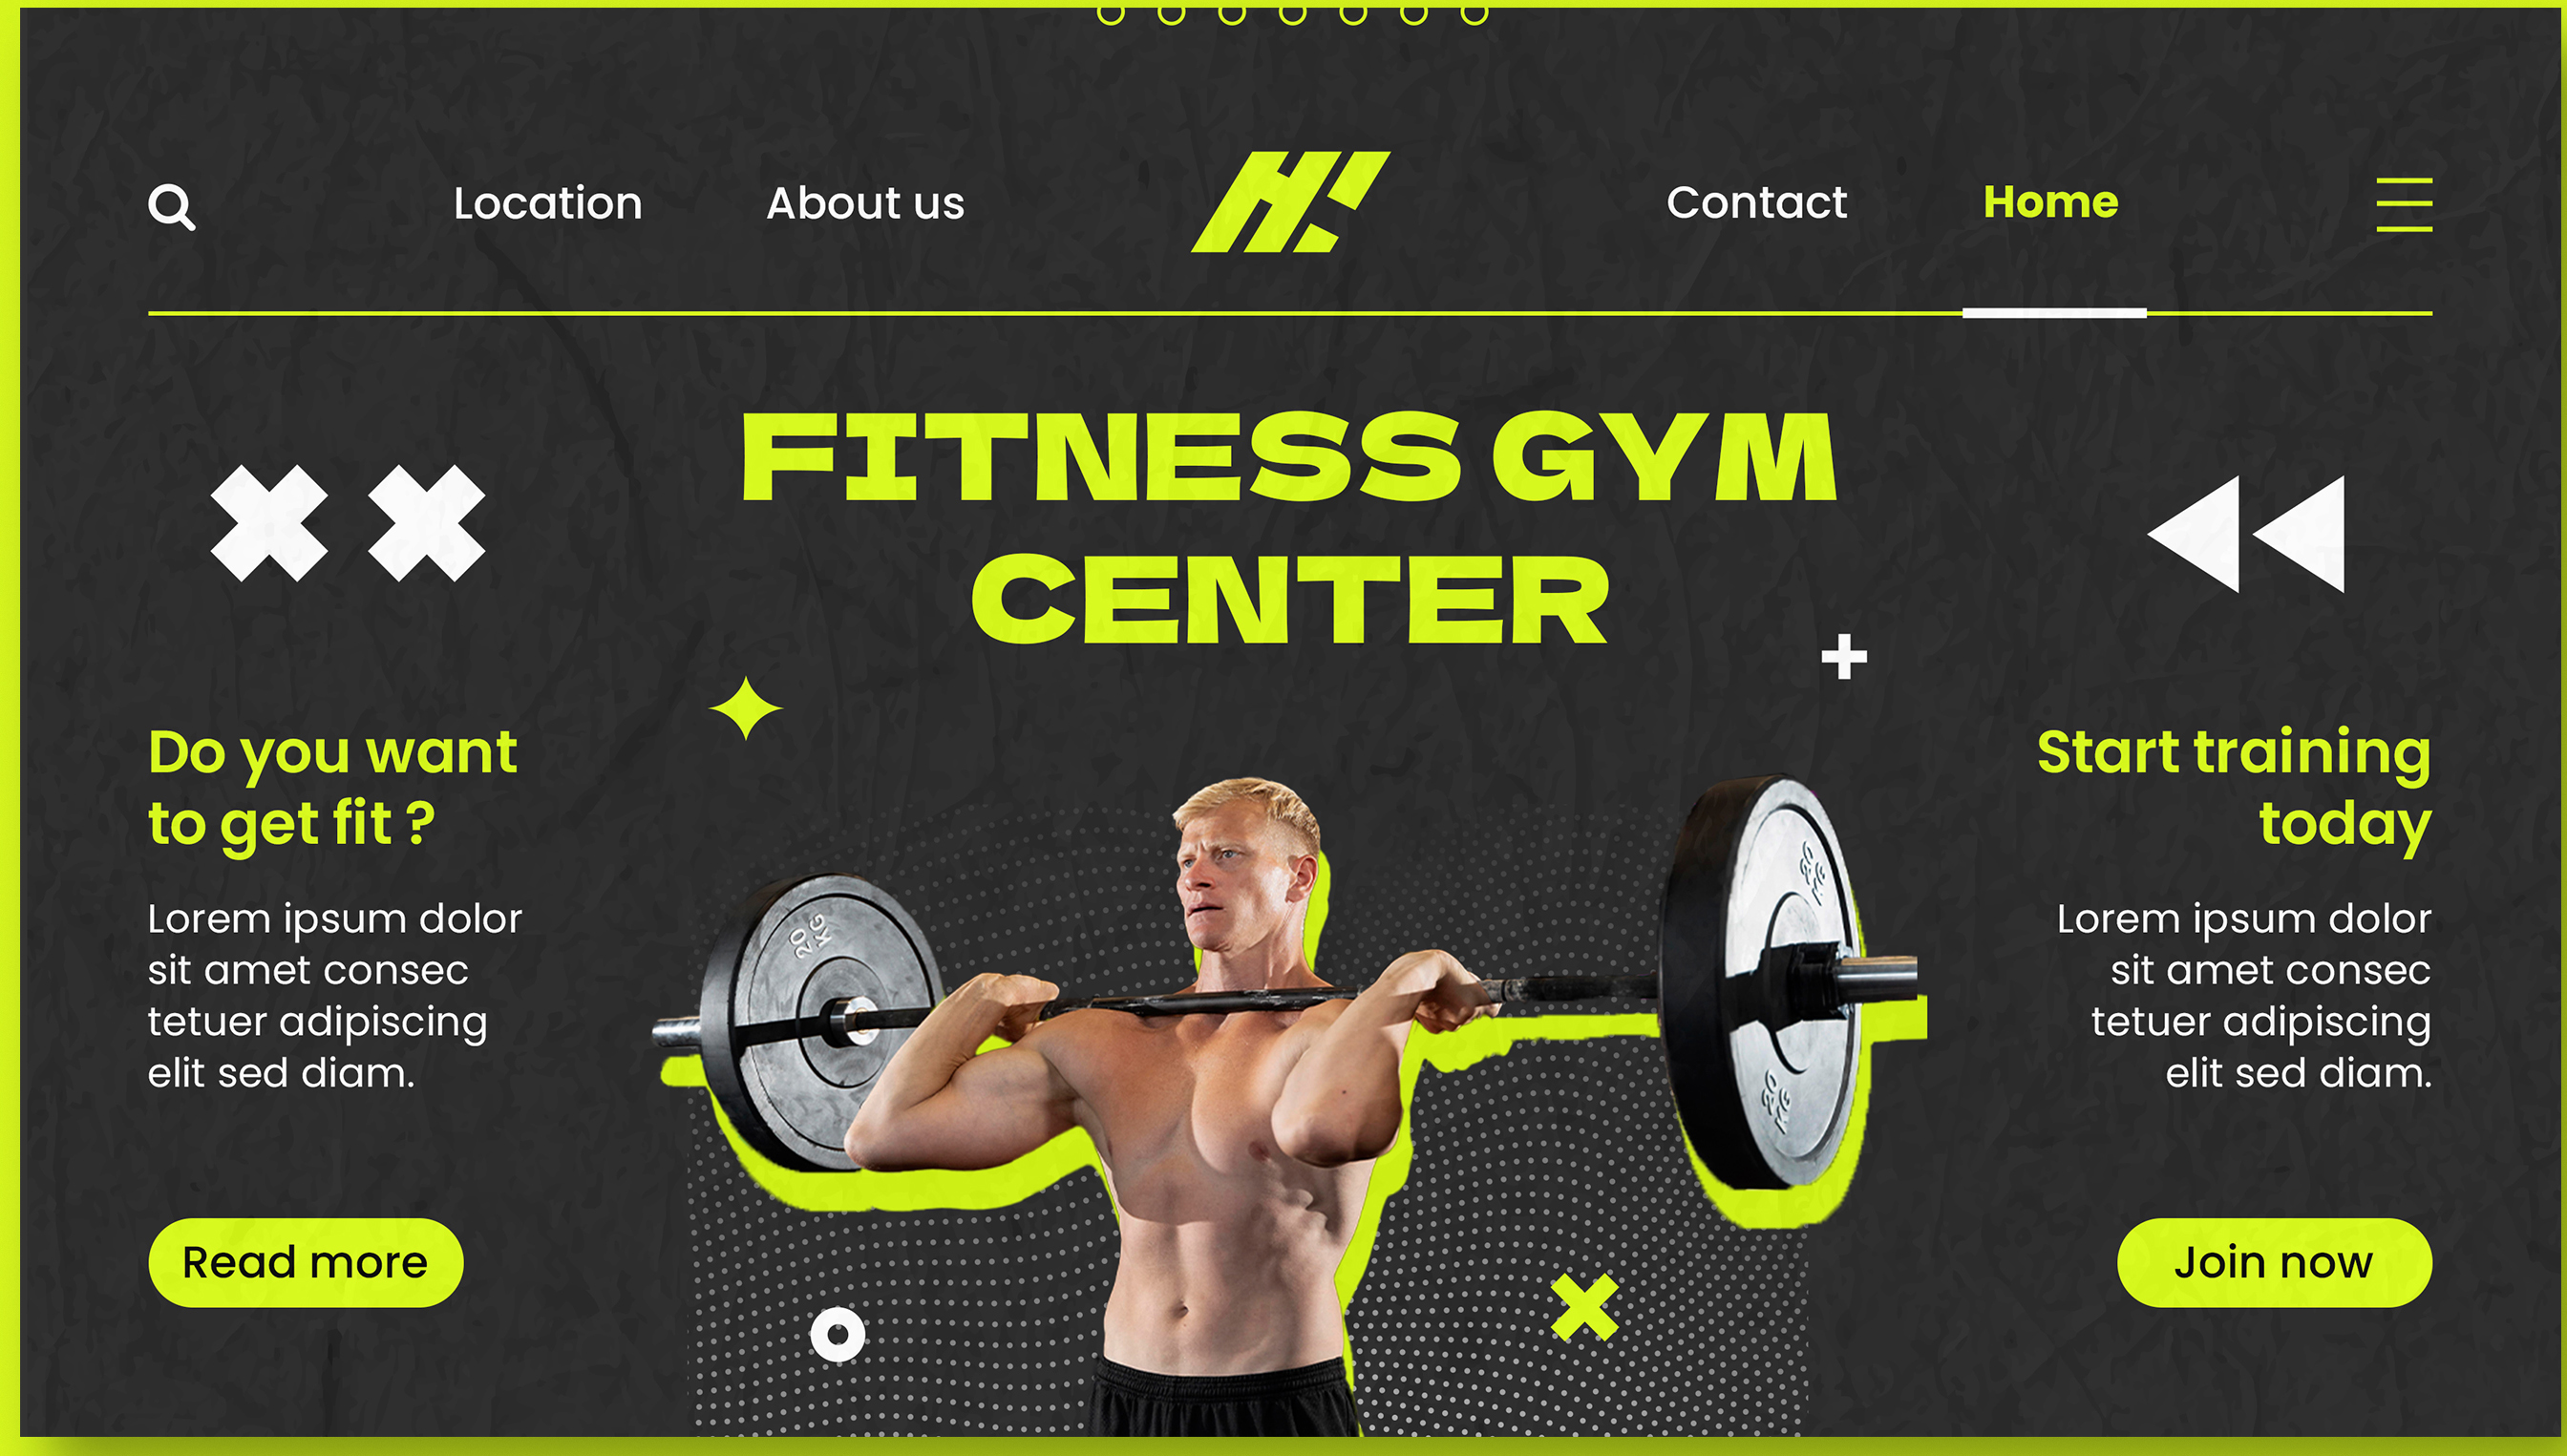 Location
About us
Contact
Home
FITNESS GYM
CENTER
Do you want
to get fit ?
Lorem ipsum dolor
sit amet consec
tetuer adipiscing
elit sed diam.
Read more
Start training
today
Lorem ipsum dolor
sit amet consec
tetuer adipiscing
elit sed diam.
Join now
20
KG
20
KG
20
KG